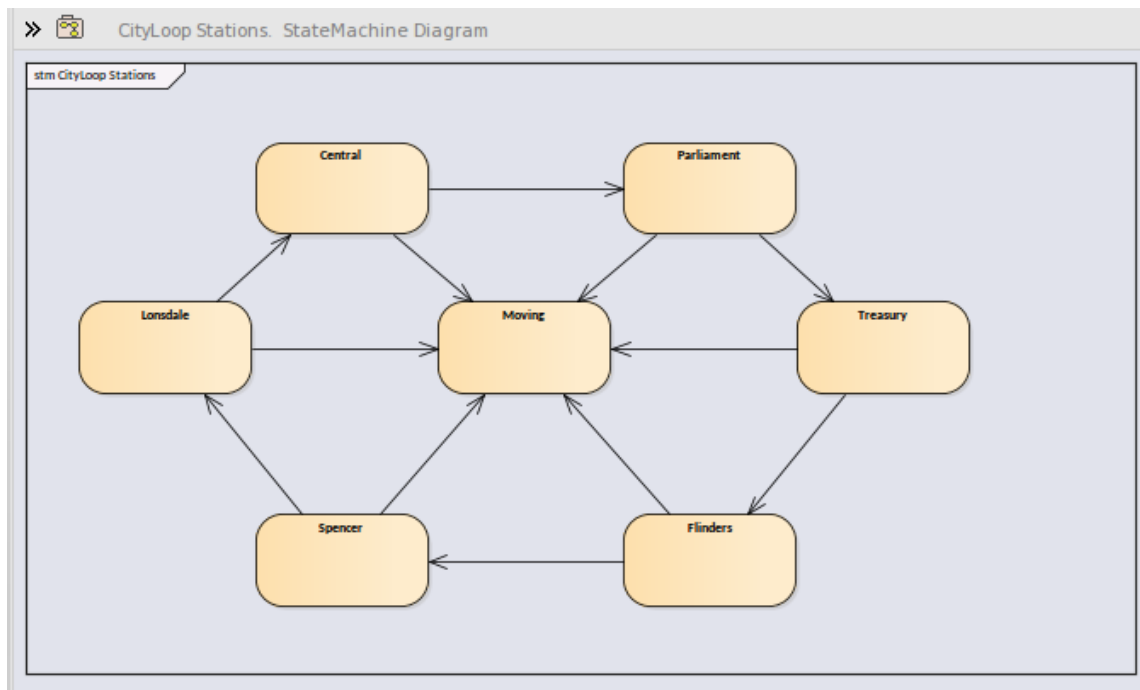 CityLoop Stations.  StateMachine Diagram
stm CityLoop Stations
Central
Parliament
Lonsdale
Moving
Treasury
Spencer
Flinders